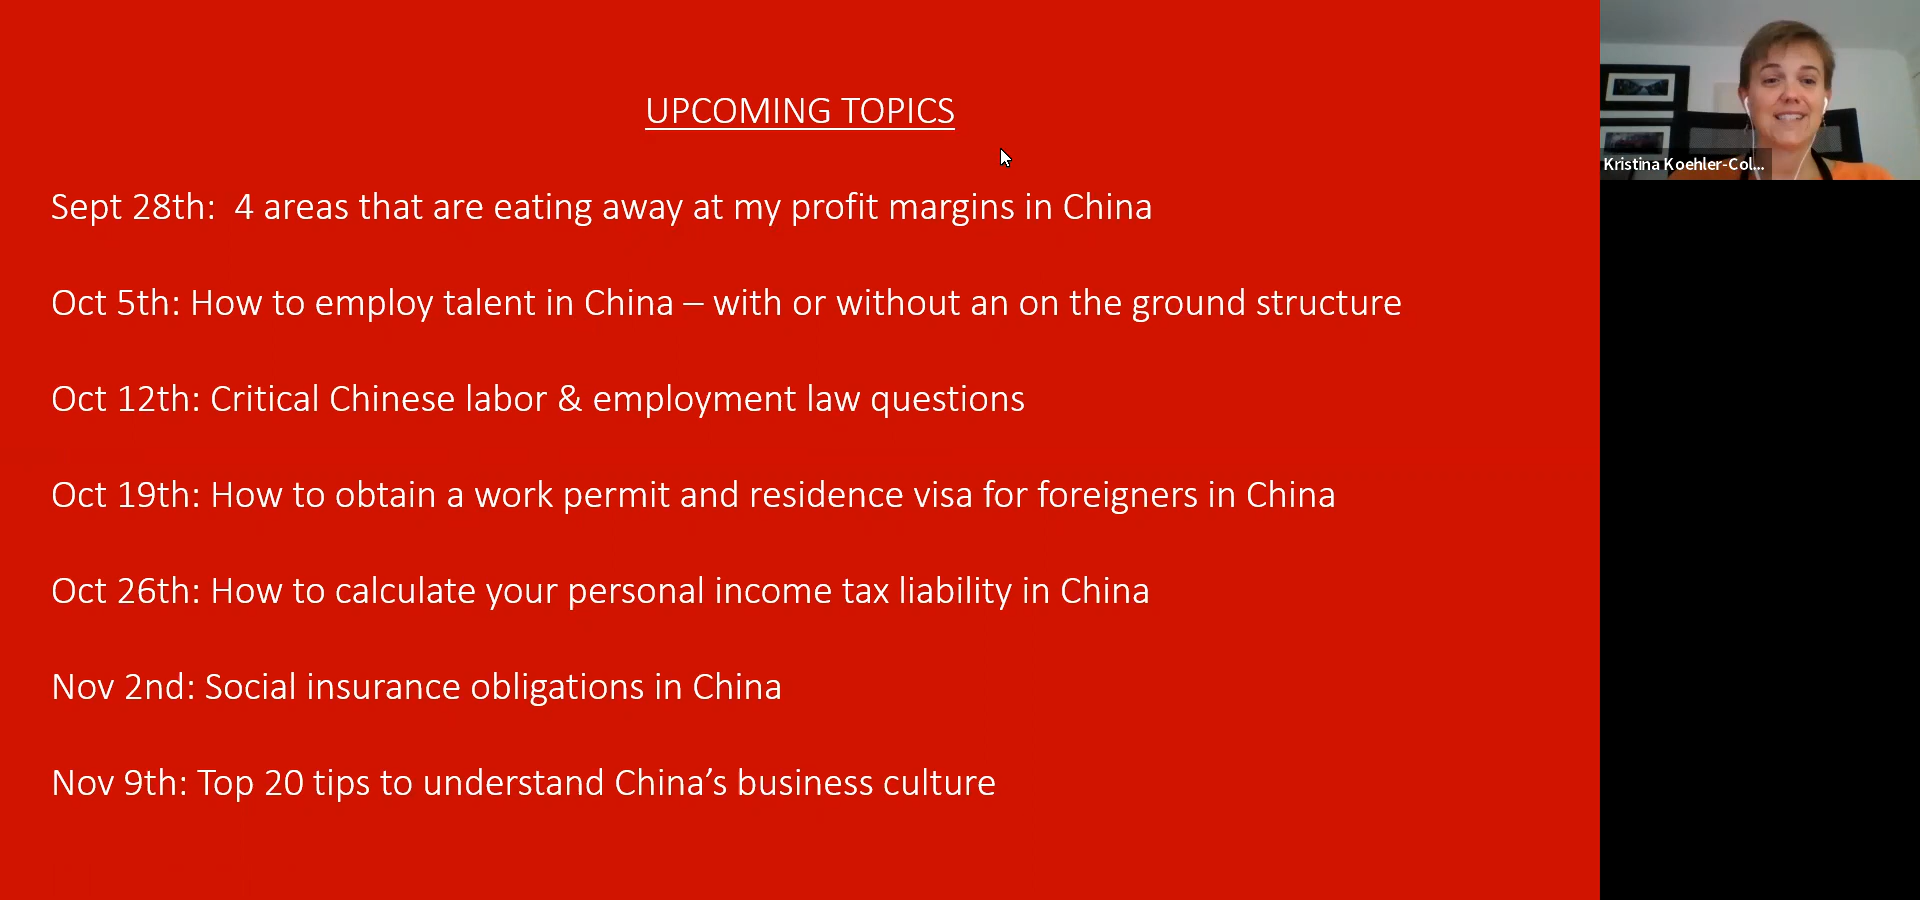 UPCOMING TOPICS
Sept 28th: 4 areas that are eating away at my profit margins in China
Oct 5th: How to employ talent in China – with or without an on the ground structure
Oct 12th: Critical Chinese labor & employment law questions
Oct 19th: How to obtain a work permit and residence visa for foreigners in China
Oct 26th: How to calculate your personal income tax liability in China
Nov 2nd: Social insurance obligations in China
Nov 9th: Top 20 tips to understand China’s business culture
Kristina Koehler-Col...